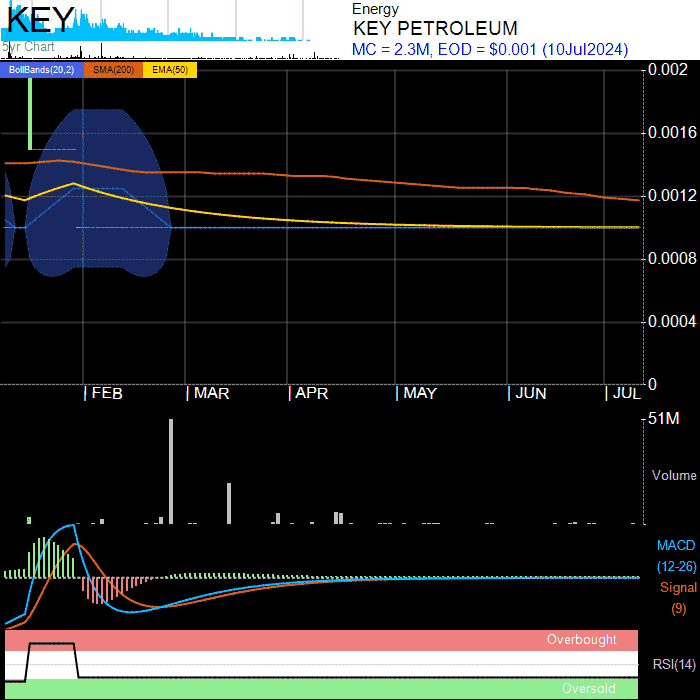 KEY
5yr Chart
Energy
KEY PETROLEUM
MC = 2.3M, EOD = $0.001 (10Jul2024)
BollBands(20,2) SMA(200) EMA(50)
0.002
0.0016
0.0012
0.0008
0.0004
0
FEB MAR APR MAY JUN JUL
51M
Volume
MACD
(12-26)
Signal
(9)
Overbought
RSI(14)
Oversold